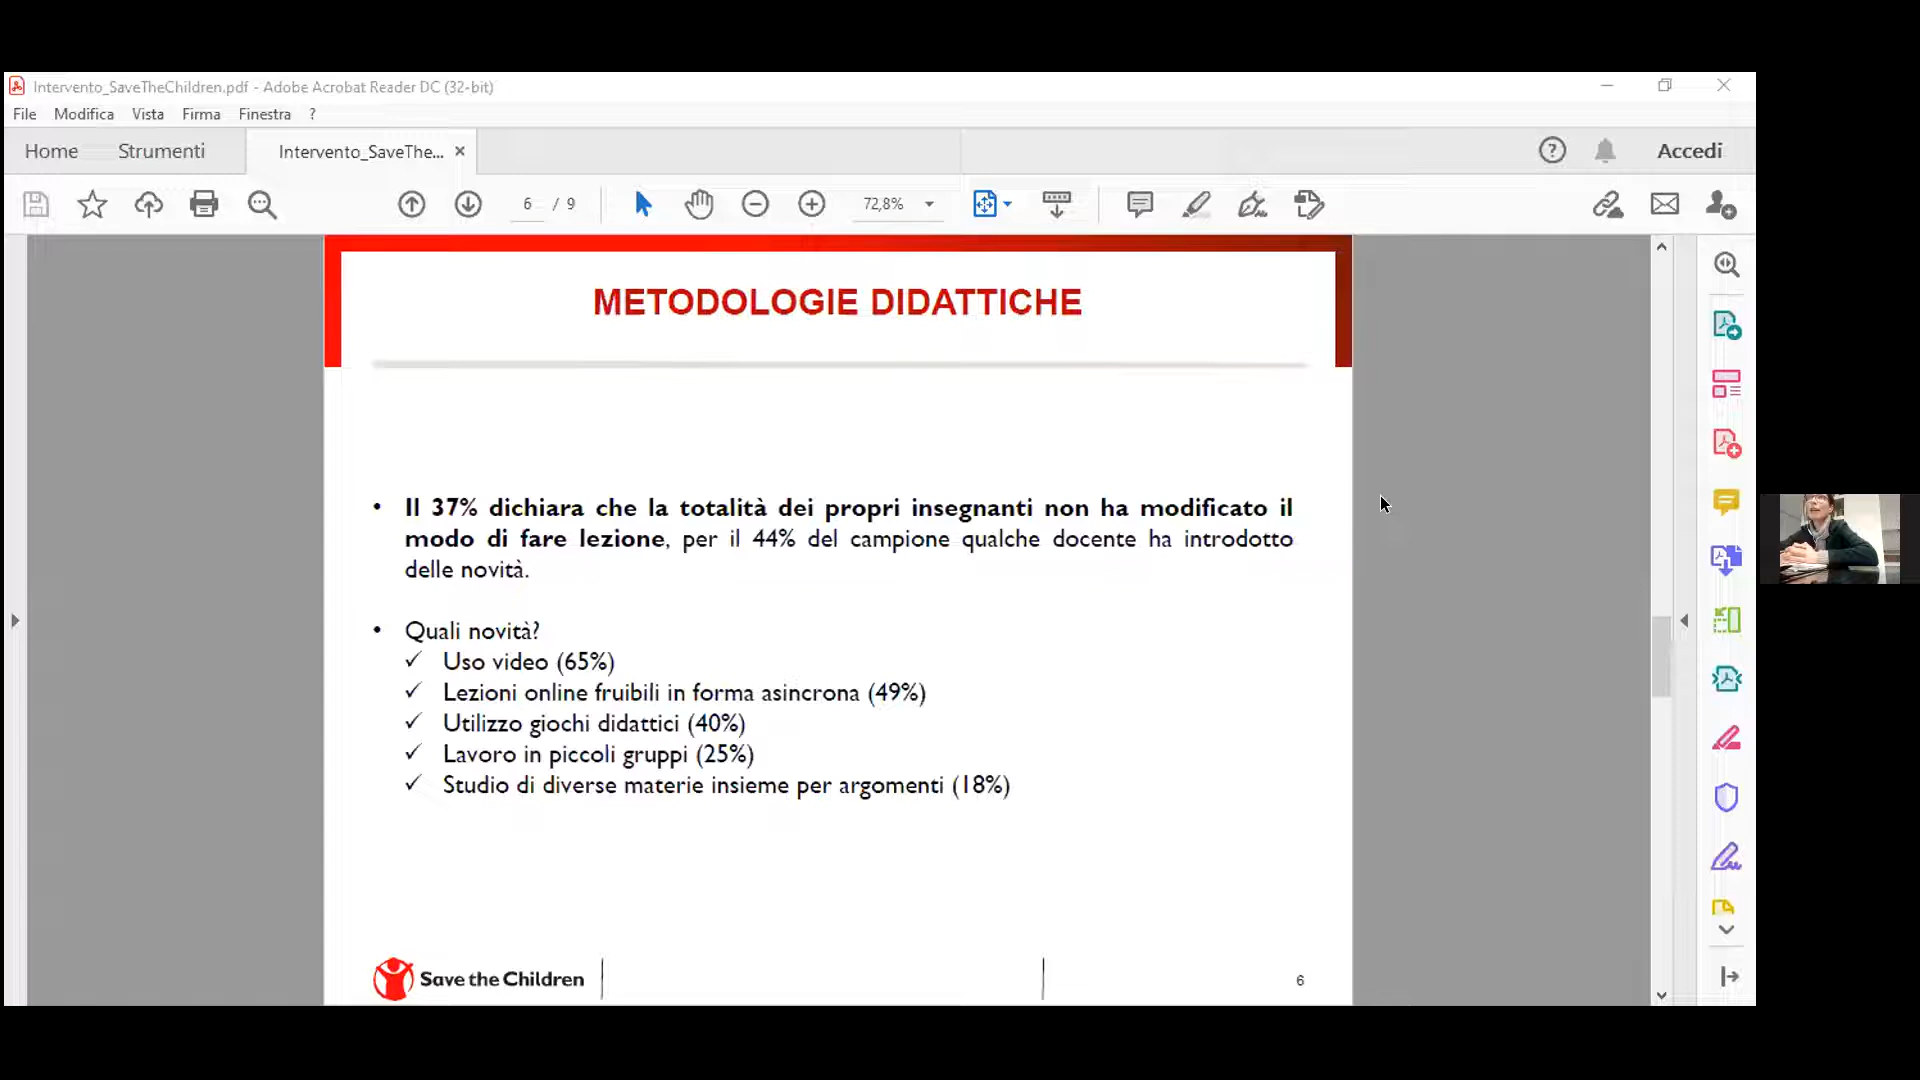 Intervento_SaveTheChildren.pdf - Adobe Acrobat Reader DC (32-bit)
File Modifica Vista Firma Finestra ?
Home Strumenti Intervento_SaveThe... × Accedi
6 / 9 72,8%
METODOLOGIE DIDATTICHE
• Il 37% dichiara che la totalità dei propri insegnanti non ha modificato il
modo di fare lezione, per il 44% del campione qualche docente ha introdotto
delle novità.
• Quali novità?
✓ Uso video (65%)
✓ Lezioni online fruibili in forma asincrona (49%)
✓ Utilizzo giochi didattici (40%)
✓ Lavoro in piccoli gruppi (25%)
✓ Studio di diverse materie insieme per argomenti (18%)
Save the Children
6